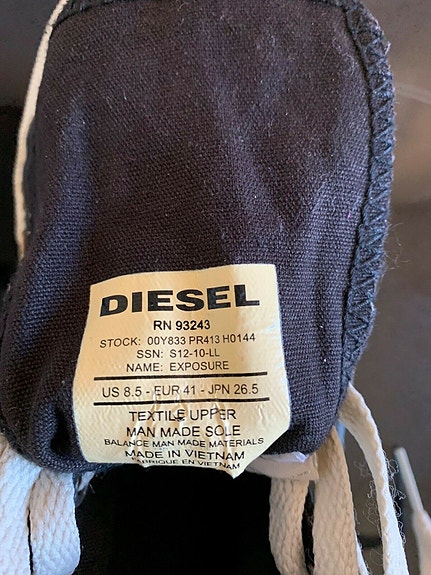 DIESEL
RN 93243
STOCK: 00Y833 PR413 H0144
SSN: S12-10-LL
NAME: EXPOSURE
US 8.5 - EUR 41 - JPN 26.5
TEXTILE UPPER
MAN MADE SOLE
BALANCE MAN MADE MATERIALS
MADE IN VIETNAM
FABRIQUE EN VIETNAM